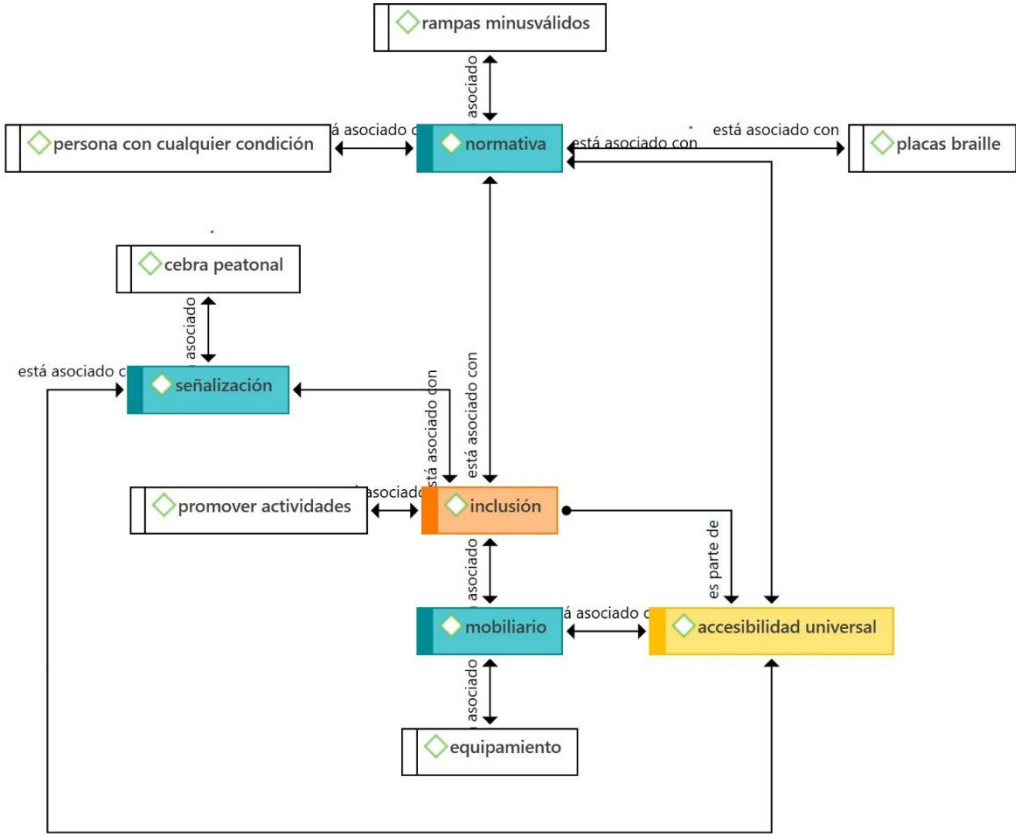 rampas minusválidos
asociado
persona con cualquier condición
á asociado c
normativa
está asociado con
está asociado con
placas braille
cebra peatonal
asociado
está asociado c
señalización
está asociado con
está asociado con
promover actividades
asociado
inclusión
asociado
es parte de
mobiliario
á asociado c
accesibilidad universal
asociado
equipamiento